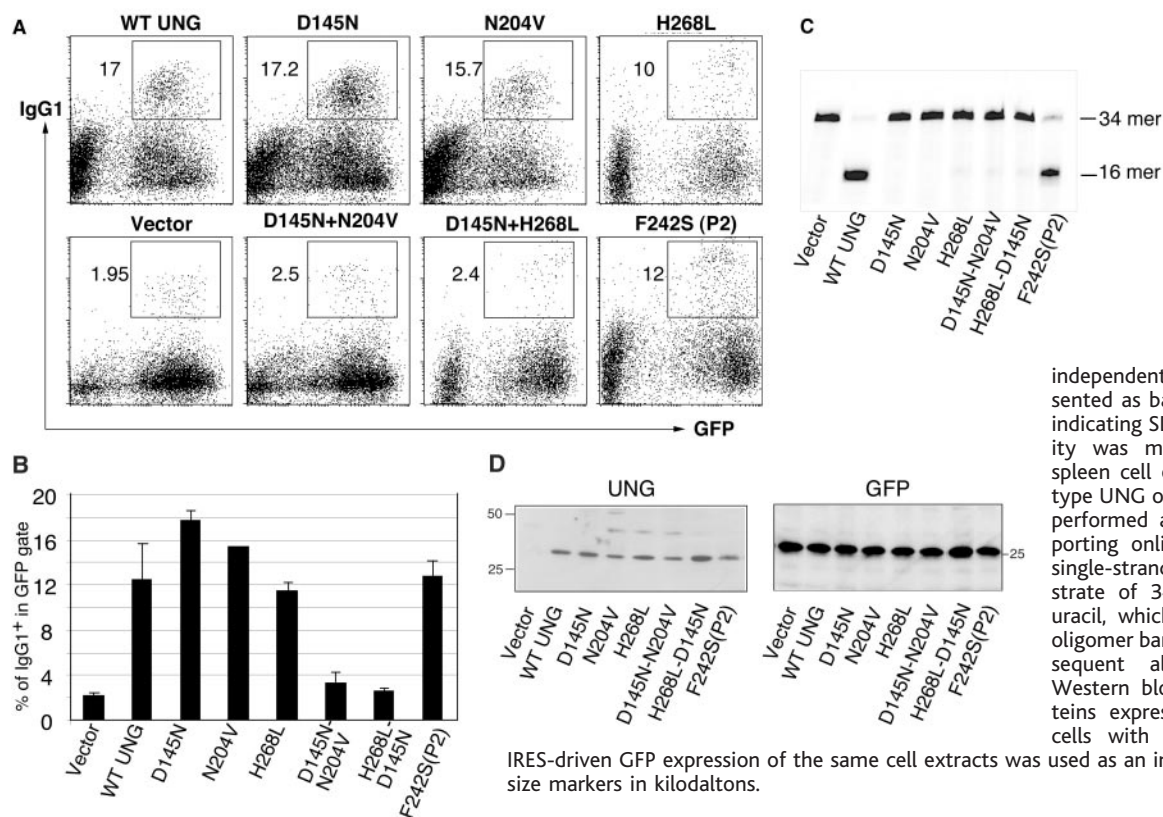 A
WT UNG
D145N
N204V
H268L
17
17.2
15.7
10
IgG1
Vector
D145N+N204V
D145N+H268L
F242S (P2)
1.95
2.5
2.4
12
GFP
B
% of IgG1+ in GFP gate
20
16
12
8
4
0
Vector
WT UNG
D145N
N204V
H268L
D145N-
N204V
H268L-
D145N
F242S(P2)
C
34 mer
16 mer
Vector
WT UNG
D145N
N204V
H268L
D145N-N204V
H268L-D145N
F242S(P2)
independent
sented as ba
indicating S
ity was m
spleen cell
type UNG o
performed a
porting onli
single-stranc
strate of 3
uracil, which
oligomer bar
sequent al
Western blo
teins expres
cells with
D
UNG
50
25
Vector
WT UNG
D145N
N204V
H268L
D145N-N204V
H268L-D145N
F242S(P2)
GFP
25
Vector
WT UNG
D145N
N204V
H268L
D145N-N204V
H268L-D145N
F242S(P2)
IRES-driven GFP expression of the same cell extracts was used as an in
size markers in kilodaltons.